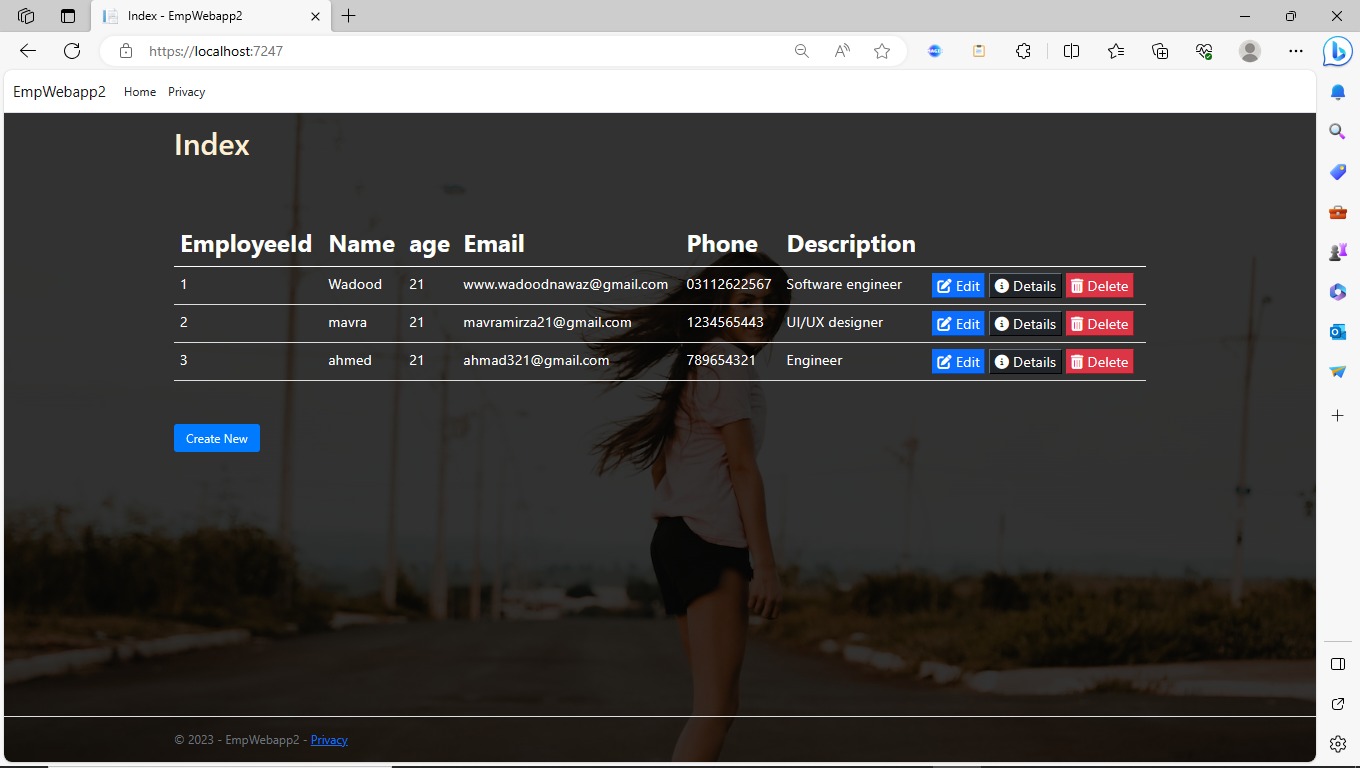 Index - EmpWebapp2
https://localhost:7247
EmpWebapp2 Home Privacy
Index
EmployeeId Name age Email Phone Description
1 Wadood 21 www.wadoodnawaz@gmail.com 03112622567 Software engineer Edit Details Delete
2 mavra 21 mavramirza21@gmail.com 1234565443 UI/UX designer Edit Details Delete
3 ahmed 21 ahmad321@gmail.com 789654321 Engineer Edit Details Delete
Create New
© 2023 - EmpWebapp2 - Privacy